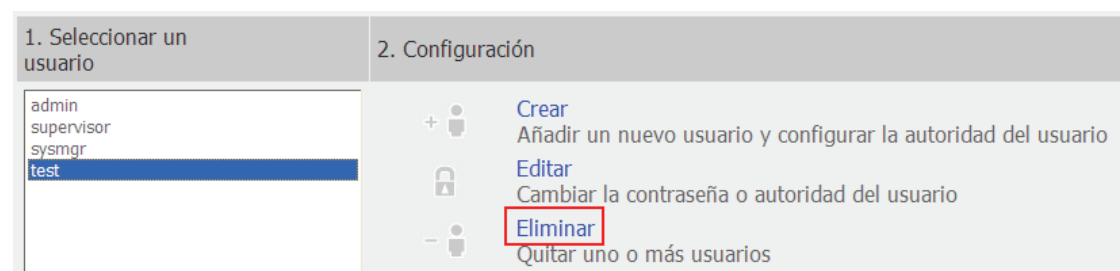 1. Seleccionar un
usuario
2. Configuración
admin
supervisor
sysmgr
test
Crear
Añadir un nuevo usuario y configurar la autoridad del usuario
Editar
Cambiar la contraseña o autoridad del usuario
Eliminar
Quitar uno o más usuarios